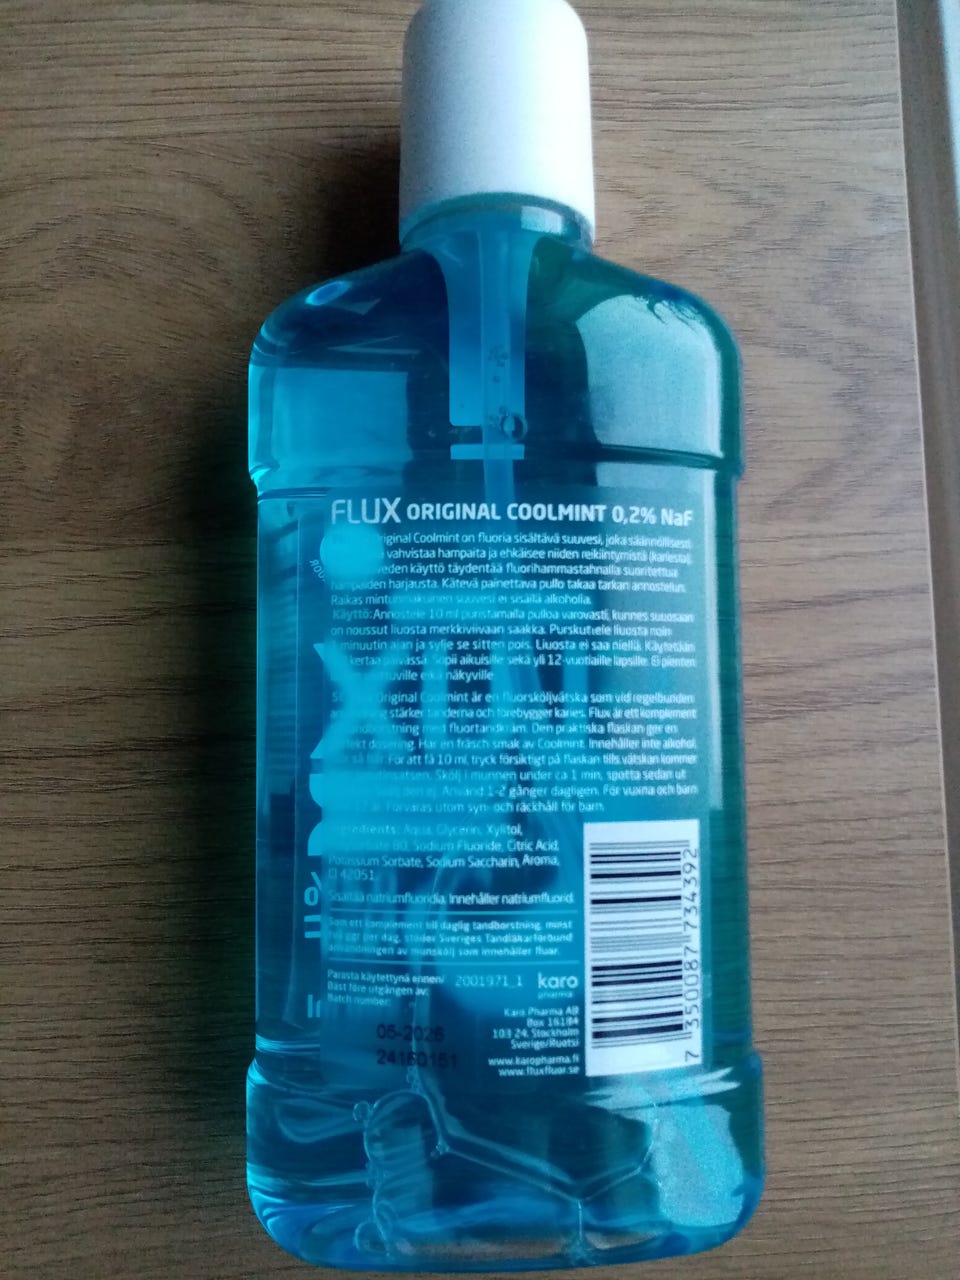 FLUX ORIGINAL COOLMINT 0,2% NaF
Original Coolmint on fluoria sisältävä suuvesi, joka säännöllisesti
vahvistaa hampaita ja ehkäisee niiden reikiintymistä (kariesta).
käyttö täydentää fluorihammastahnalla suoritettua
hampaiden harjausta. Kätevä painettava pullo takaa tarkan annostelun.
Raikas mintunmakuinen suuvesi ei sisällä alkoholia.
Käyttö: Annostele 10 ml puristamalla pulloa varovasti, kunnes suuosaan
on noussut liuosta merkkiviivaan saakka. Purskuttele liuosta noin
minuutin ajan ja sylje se sitten pois. Liuosta ei saa niellä. Käytetään
kertaa päivässä. Sopii aikuisille sekä yli 12-vuotiaille lapsille. Ei pienten
ulottuville eikä näkyville.
Original Coolmint är en fluorsköljvätska som vid regelbunden
stärker tänderna och förebygger karies. Flux är ett komplement
tandborstning med fluortandkräm. Den praktiska flaskan ger en
dosering. Har en fräsch smak av Coolmint. Innehåller inte alkohol.
så här: För att få 10 ml, tryck försiktigt på flaskan tills vätskan kommer
Skölj i munnen under ca 1 min, spotta sedan ut
den ej. Använd 1-2 gånger dagligen. För vuxna och barn
Förvaras utom syn- och räckhåll för barn.
Ingredients: Aqua, Glycerin, Xylitol,
80, Sodium Fluoride, Citric Acid,
Potassium Sorbate, Sodium Saccharin, Aroma,
CI 42051.
Sisältää natriumfluoridia. Innehåller natriumfluorid.
Som ett komplement till daglig tandborstning, minst
två ggr per dag, stöder Sveriges Tandläkarförbund
användningen av munskölj som innehåller fluor.
Parasta käytettynä ennen/
Bäst före utgången av:
Batch number:
2001971_1
karo
pharma
05-2026
Karo Pharma AB
Box 16184
103 24, Stockholm
Sverige/Ruotsi
www.karopharma.fi
www.fluxfluor.se
7 350087 734392